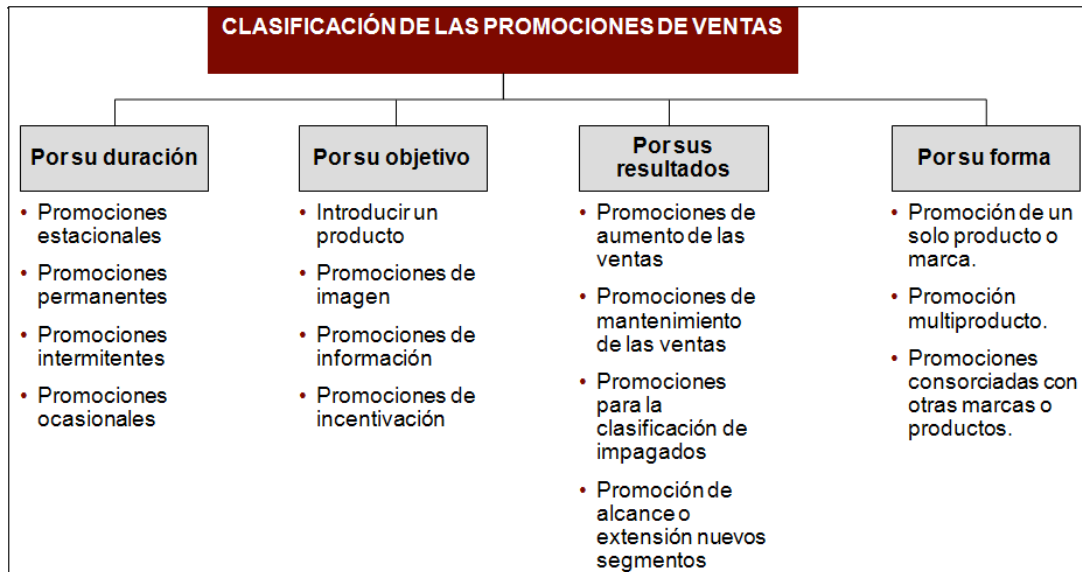 CLASIFICACIÓN DE LAS PROMOCIONES DE VENTAS
Por su duración
• Promociones
estacionales
• Promociones
permanentes
• Promociones
intermitentes
• Promociones
ocasionales
Por su objetivo
• Introducir un
producto
• Promociones de
imagen
• Promociones de
información
• Promociones de
incentivación
Por sus
resultados
• Promociones de
aumento de las
ventas
• Promociones de
mantenimiento
de las ventas
• Promociones
para la
clasificación de
impagados
• Promoción de
alcance o
extensión nuevos
segmentos
Por su forma
• Promoción de un
solo producto o
marca.
• Promoción
multiproducto.
• Promociones
consorciadas con
otras marcas o
productos.